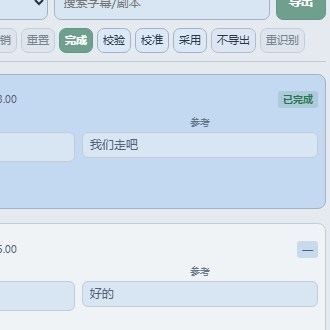 搜索字幕/剧本 导出
销 重置 完成 校验 校准 采用 不导出 重识别
3.00 已完成
参考
我们走吧
5.00 —
参考
好的